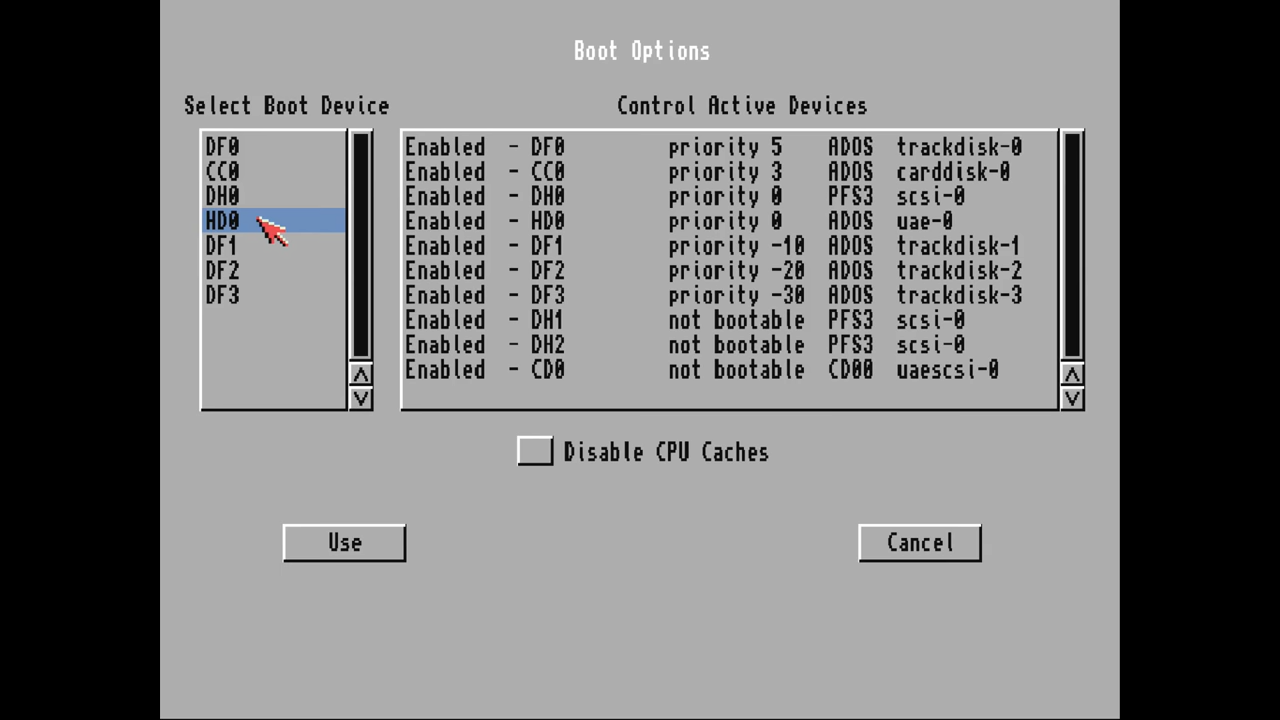 Boot Options
Select Boot Device
Control Active Devices
DF0
CC0
DH0
HD0
DF1
DF2
DF3
Enabled - DF0 priority 5 ADOS trackdisk-0
Enabled - CC0 priority 3 ADOS carddisk-0
Enabled - DH0 priority 0 PFS3 scsi-0
Enabled - HD0 priority 0 ADOS uae-0
Enabled - DF1 priority -10 ADOS trackdisk-1
Enabled - DF2 priority -20 ADOS trackdisk-2
Enabled - DF3 priority -30 ADOS trackdisk-3
Enabled - DH1 not bootable PFS3 scsi-0
Enabled - DH2 not bootable PFS3 scsi-0
Enabled - CD0 not bootable CD00 uaescsi-0
Disable CPU Caches
Use
Cancel